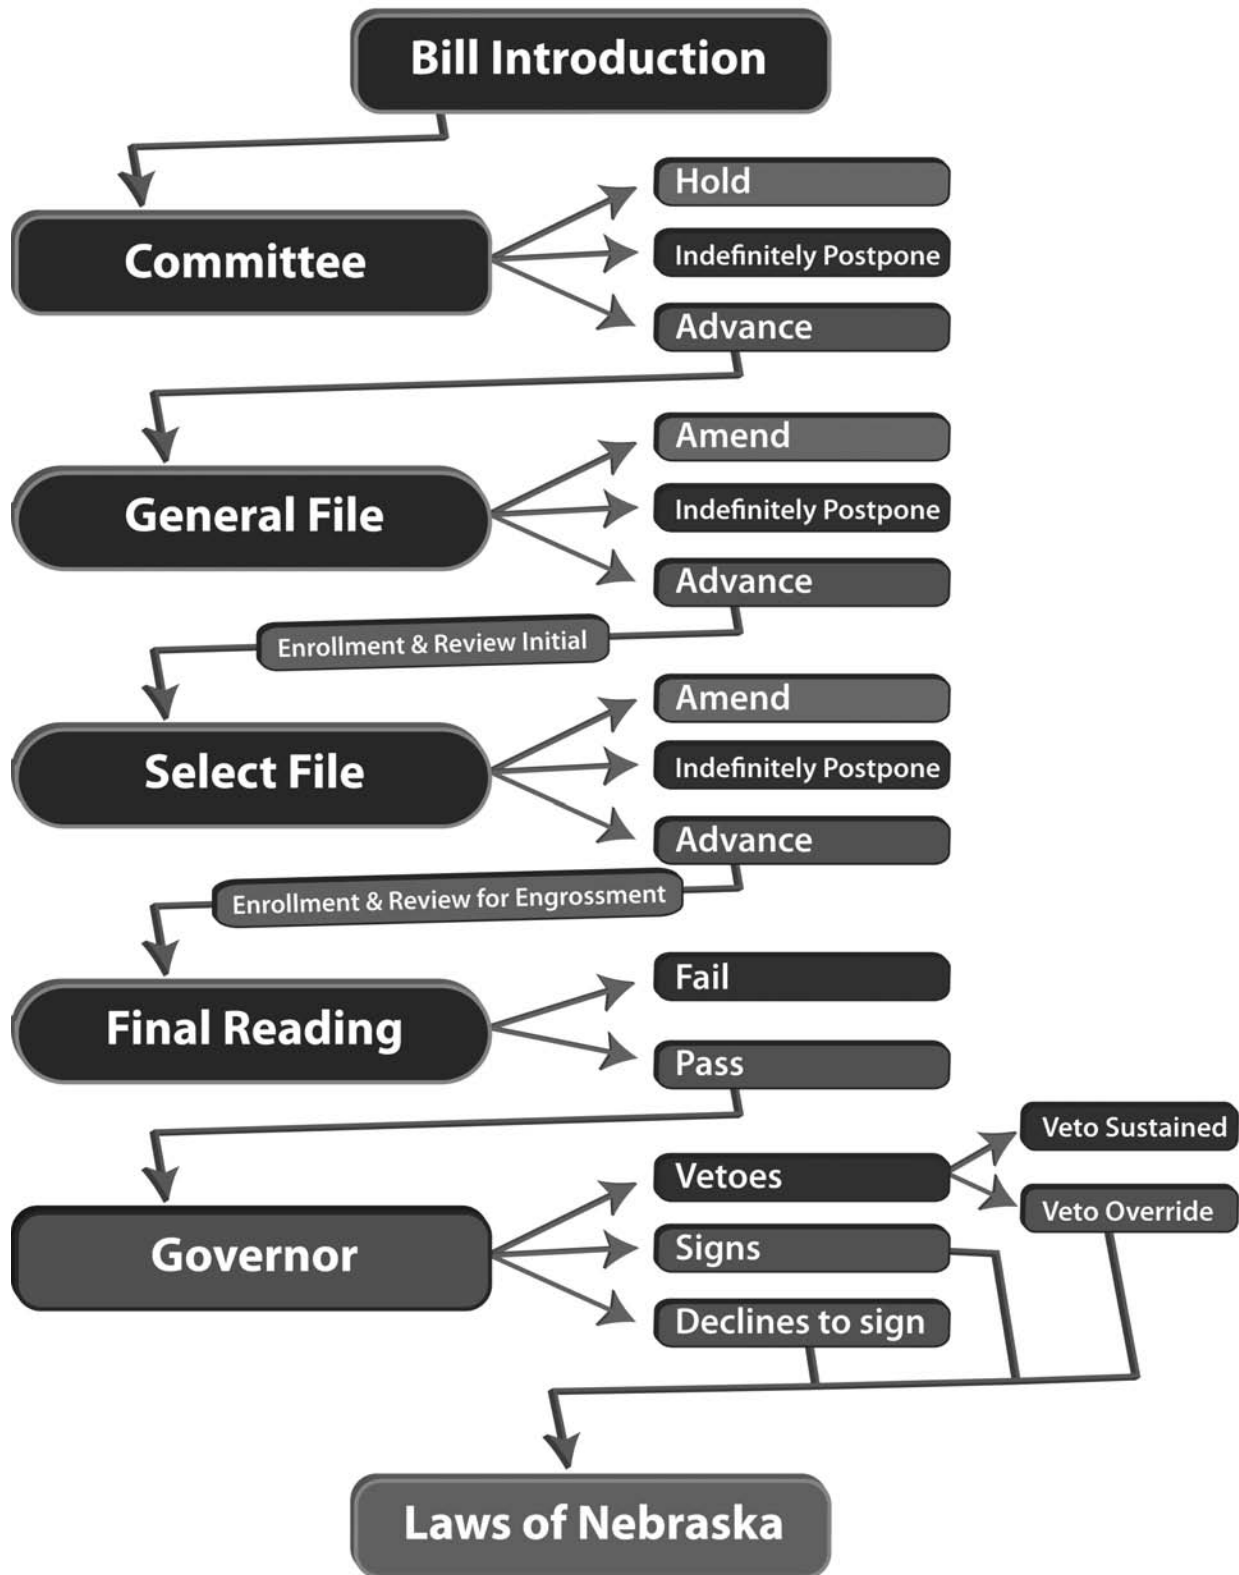 Bill Introduction
Committee
Hold
Indefinitely Postpone
Advance
General File
Amend
Indefinitely Postpone
Advance
Enrollment & Review Initial
Select File
Amend
Indefinitely Postpone
Advance
Enrollment & Review for Engrossment
Final Reading
Fail
Pass
Governor
Vetoes
Signs
Declines to sign
Veto Sustained
Veto Override
Laws of Nebraska